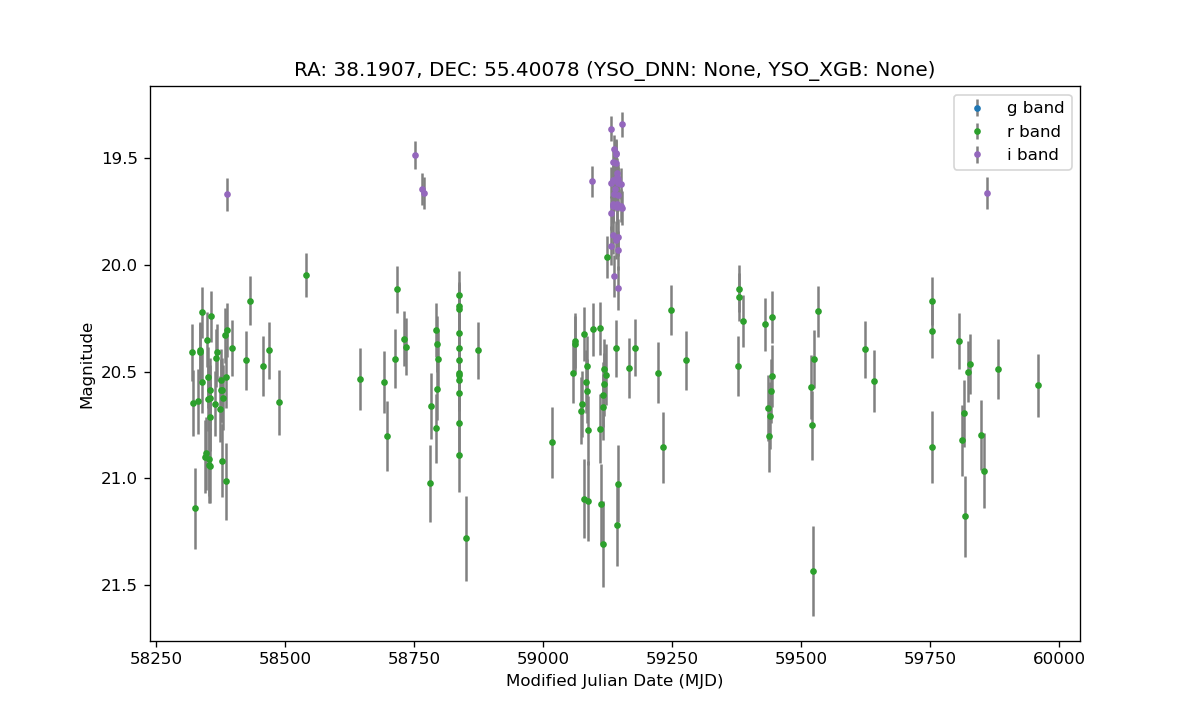 RA: 38.1907, DEC: 55.40078 (YSO_DNN: None, YSO_XGB: None)
g band
r band
i band
19.5
20.0
20.5
21.0
21.5
Magnitude
58250 58500 58750 59000 59250 59500 59750 60000
Modified Julian Date (MJD)